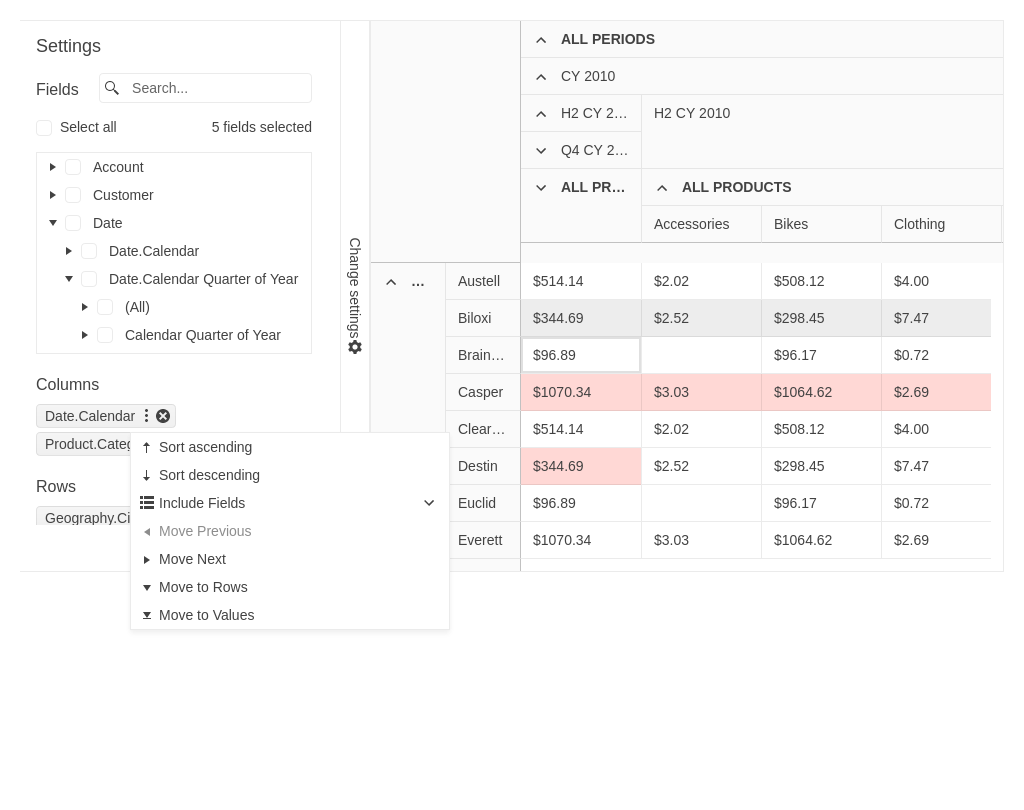 Settings
Fields
Search...
Select all
5 fields selected
Account
Customer
Date
Date.Calendar
Date.Calendar Quarter of Year
(All)
Calendar Quarter of Year
Columns
Date.Calendar
Product.Categ
Rows
Geography.Ci
Sort ascending
Sort descending
Include Fields
Move Previous
Move Next
Move to Rows
Move to Values
Change settings
ALL PERIODS
CY 2010
H2 CY 2… H2 CY 2010
Q4 CY 2…
ALL PR… ALL PRODUCTS
Accessories Bikes Clothing
… Austell $514.14 $2.02 $508.12 $4.00
Biloxi $344.69 $2.52 $298.45 $7.47
Brain… $96.89 $96.17 $0.72
Casper $1070.34 $3.03 $1064.62 $2.69
Clear… $514.14 $2.02 $508.12 $4.00
Destin $344.69 $2.52 $298.45 $7.47
Euclid $96.89 $96.17 $0.72
Everett $1070.34 $3.03 $1064.62 $2.69